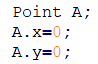 Point A;
A.x=0;
A.y=0;